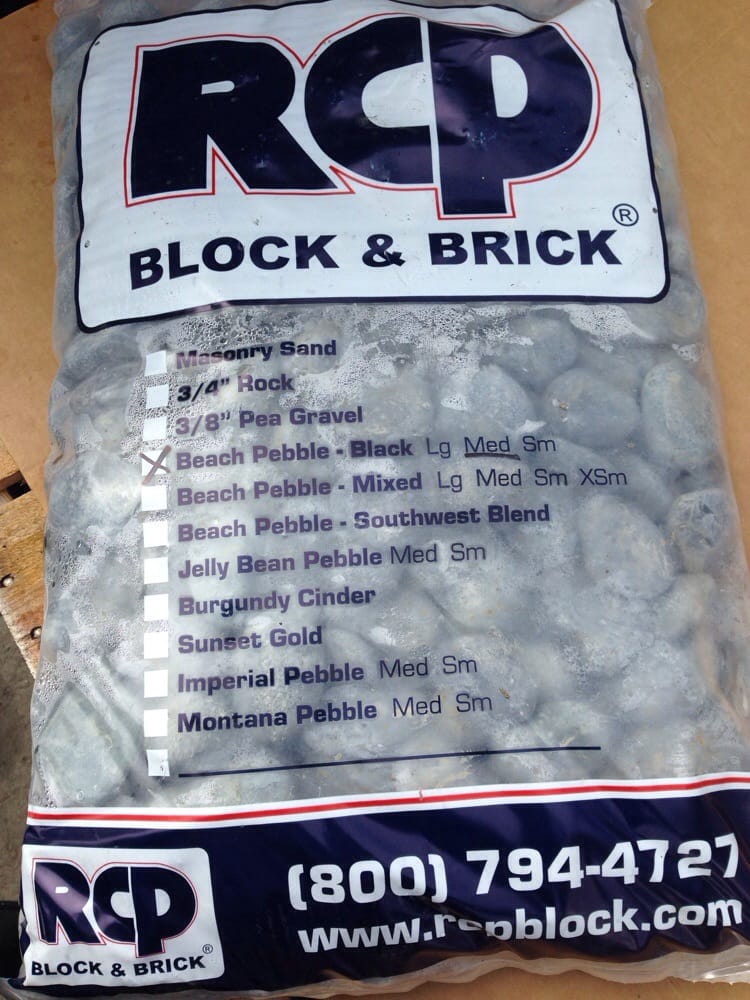 RCP
BLOCK & BRICK®
Masonry Sand
3/4" Rock
3/8" Pea Gravel
Beach Pebble - Black Lg Med Sm
Beach Pebble - Mixed Lg Med Sm XSm
Beach Pebble - Southwest Blend
Jelly Bean Pebble Med Sm
Burgundy Cinder
Sunset Gold
Imperial Pebble Med Sm
Montana Pebble Med Sm
RCP
BLOCK & BRICK®
(800) 794-4727
www.rcpblock.com